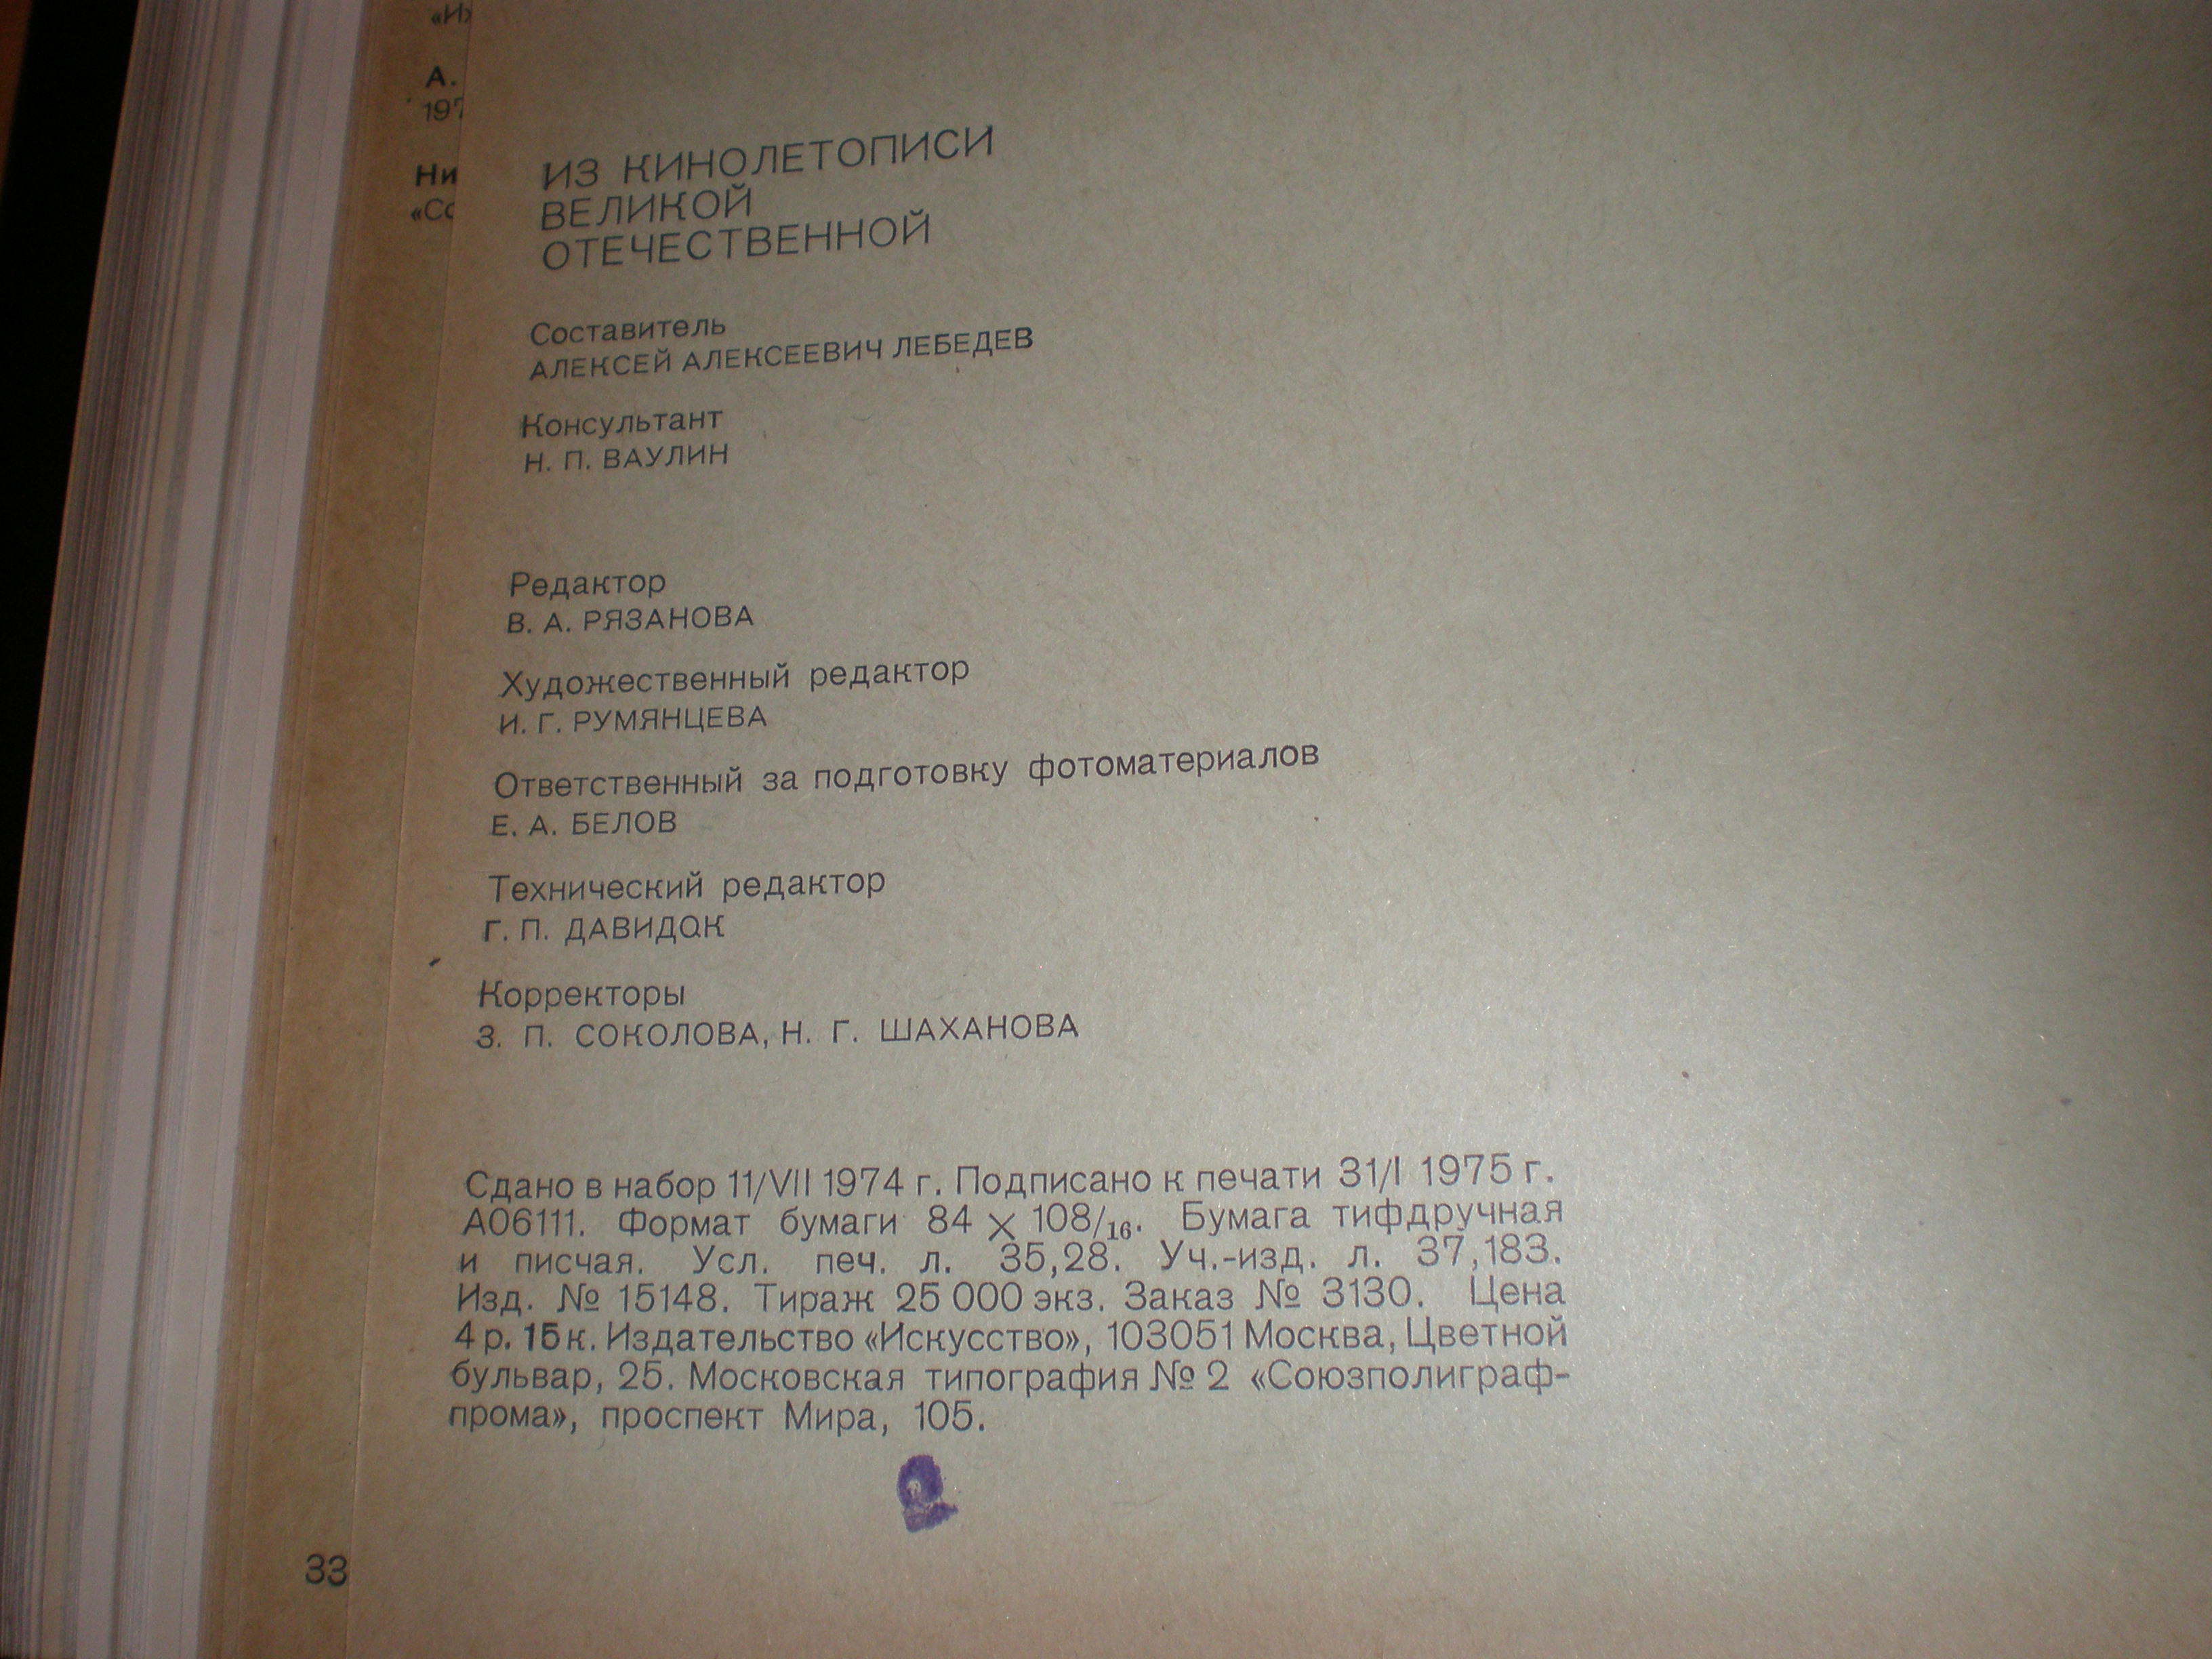 «И
А.
197
Ни
«Со
ИЗ КИНОЛЕТОПИСИ
ВЕЛИКОЙ
ОТЕЧЕСТВЕННОЙ
Составитель
АЛЕКСЕЙ АЛЕКСЕЕВИЧ ЛЕБЕДЕВ
Консультант
Н. П. ВАУЛИН
Редактор
В. А. РЯЗАНОВА
Художественный редактор
И. Г. РУМЯНЦЕВА
Ответственный за подготовку фотоматериалов
Е. А. БЕЛОВ
Технический редактор
Г. П. ДАВИДОК
Корректоры
З. П. СОКОЛОВА, Н. Г. ШАХАНОВА
Сдано в набор 11/VII 1974 г. Подписано к печати 31/I 1975 г.
А06111. Формат бумаги 84 × 108/16. Бумага тифдручная
и писчая. Усл. печ. л. 35,28. Уч.-изд. л. 37,183.
Изд. № 15148. Тираж 25 000 экз. Заказ № 3130. Цена
4 р. 15 к. Издательство «Искусство», 103051 Москва, Цветной
бульвар, 25. Московская типография № 2 «Союзполиграф-
прома», проспект Мира, 105.
2
33